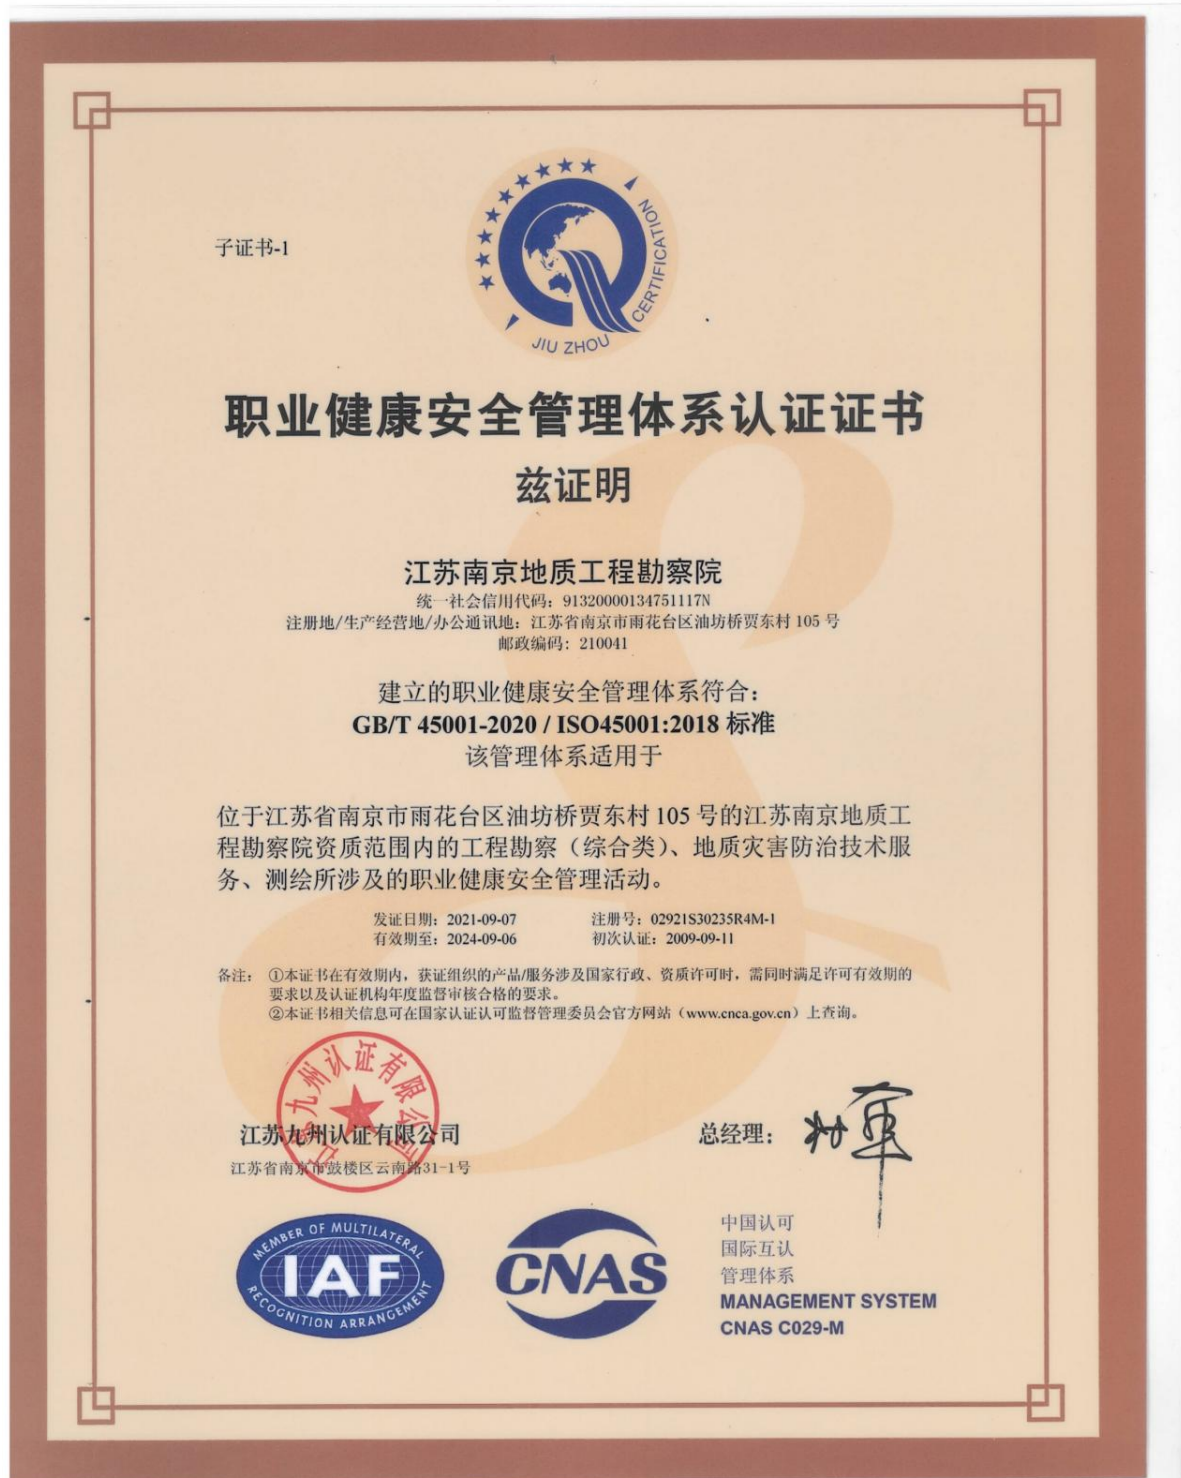 子证书-1
JIU ZHOU CERTIFICATION
职业健康安全管理体系认证证书
兹证明
江苏南京地质工程勘察院
统一社会信用代码：91320000134751117N
注册地/生产经营地/办公通讯地：江苏省南京市雨花台区油坊桥贾东村 105 号
邮政编码：210041
建立的职业健康安全管理体系符合：
GB/T 45001-2020 / ISO45001:2018 标准
该管理体系适用于
位于江苏省南京市雨花台区油坊桥贾东村 105 号的江苏南京地质工
程勘察院资质范围内的工程勘察（综合类）、地质灾害防治技术服
务、测绘所涉及的职业健康安全管理活动。
发证日期：2021-09-07 注册号：02921S30235R4M-1
有效期至：2024-09-06 初次认证：2009-09-11
备注： ①本证书在有效期内，获证组织的产品/服务涉及国家行政、资质许可时，需同时满足许可有效期的
要求以及认证机构年度监督审核合格的要求。
②本证书相关信息可在国家认证认可监督管理委员会官方网站（www.cnca.gov.cn）上查询。
江苏九州认证有限公司
江苏九州认证有限公司 总经理：
江苏省南京市鼓楼区云南路31-1号
MEMBER OF MULTILATERAL
IAF
RECOGNITION ARRANGEMENT
CNAS
中国认可
国际互认
管理体系
MANAGEMENT SYSTEM
CNAS C029-M